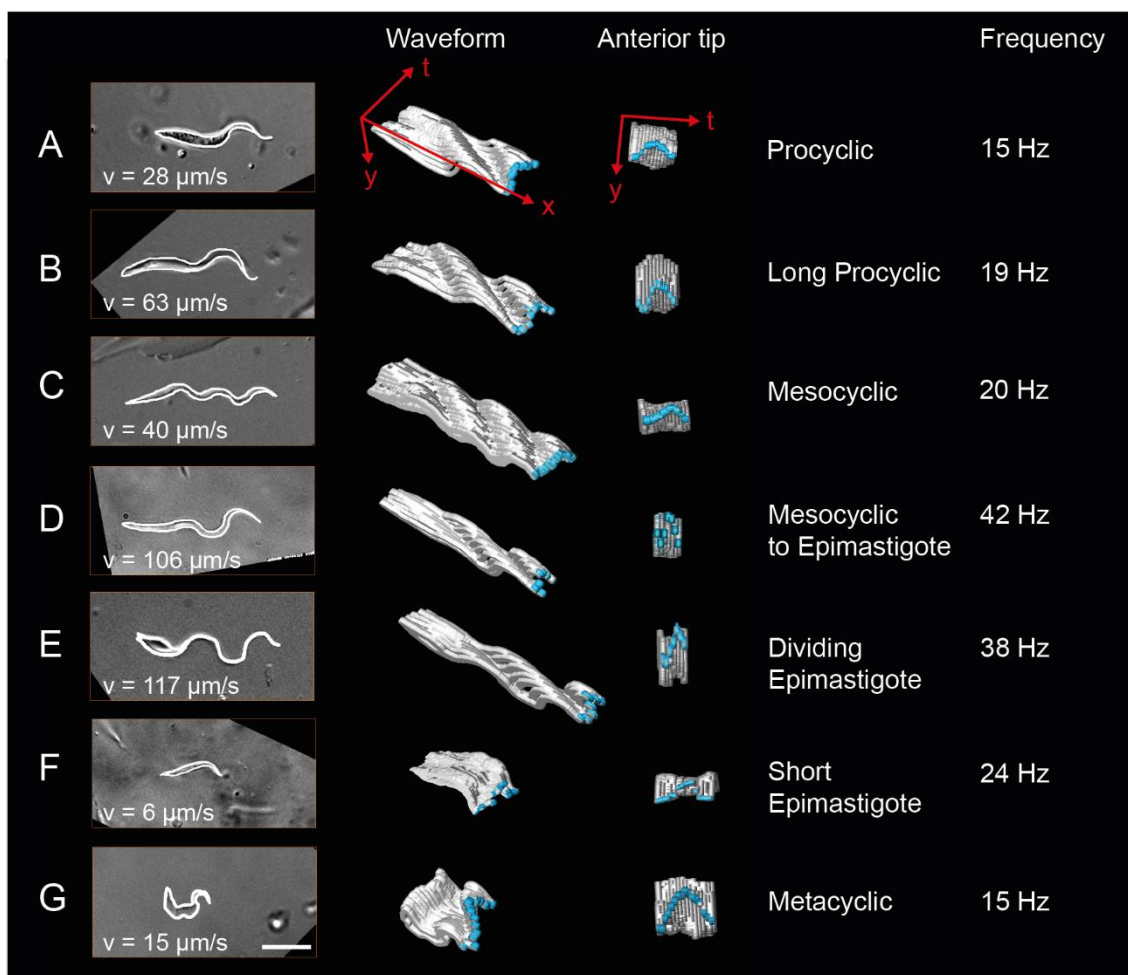 Waveform Anterior tip Frequency
t
t
A
y
x
y
Procyclic 15 Hz
v = 28 µm/s
B
Long Procyclic 19 Hz
v = 63 µm/s
C
Mesocyclic 20 Hz
v = 40 µm/s
D
Mesocyclic 42 Hz
to Epimastigote
v = 106 µm/s
E
Dividing 38 Hz
Epimastigote
v = 117 µm/s
F
Short 24 Hz
Epimastigote
v = 6 µm/s
G
Metacyclic 15 Hz
v = 15 µm/s